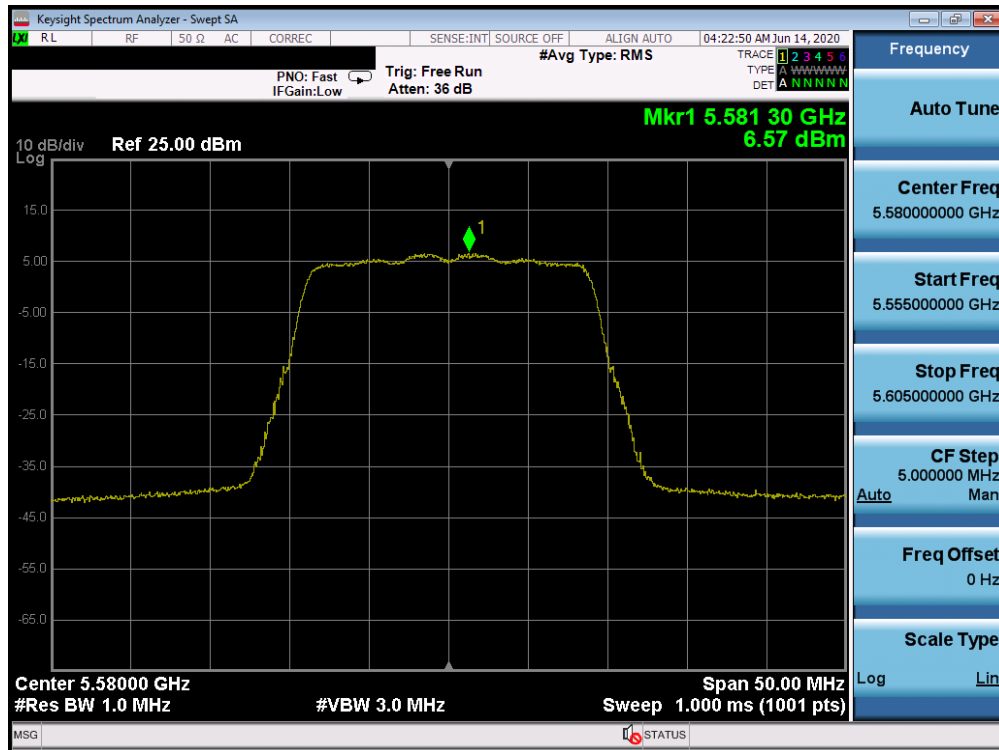 Keysight Spectrum Analyzer - Swept SA
LXI RL RF 50 Ω AC CORREC SENSE:INT SOURCE OFF ALIGN AUTO 04:22:50 AM Jun 14, 2020
#Avg Type: RMS
TRACE 1 2 3 4 5 6
PNO: Fast Trig: Free Run
TYPE A WWWWW
IFGain:Low Atten: 36 dB
DET A N N N N N
Mkr1 5.581 30 GHz
6.57 dBm
10 dB/div Ref 25.00 dBm
Log
1
15.0
5.00
-5.00
-15.0
-25.0
-35.0
-45.0
-55.0
-65.0
Center 5.58000 GHz Span 50.00 MHz
#Res BW 1.0 MHz #VBW 3.0 MHz Sweep 1.000 ms (1001 pts)
MSG STATUS
Frequency
Auto Tune
Center Freq
5.580000000 GHz
Start Freq
5.555000000 GHz
Stop Freq
5.605000000 GHz
CF Step
5.000000 MHz
Auto Man
Freq Offset
0 Hz
Scale Type
Log Lin